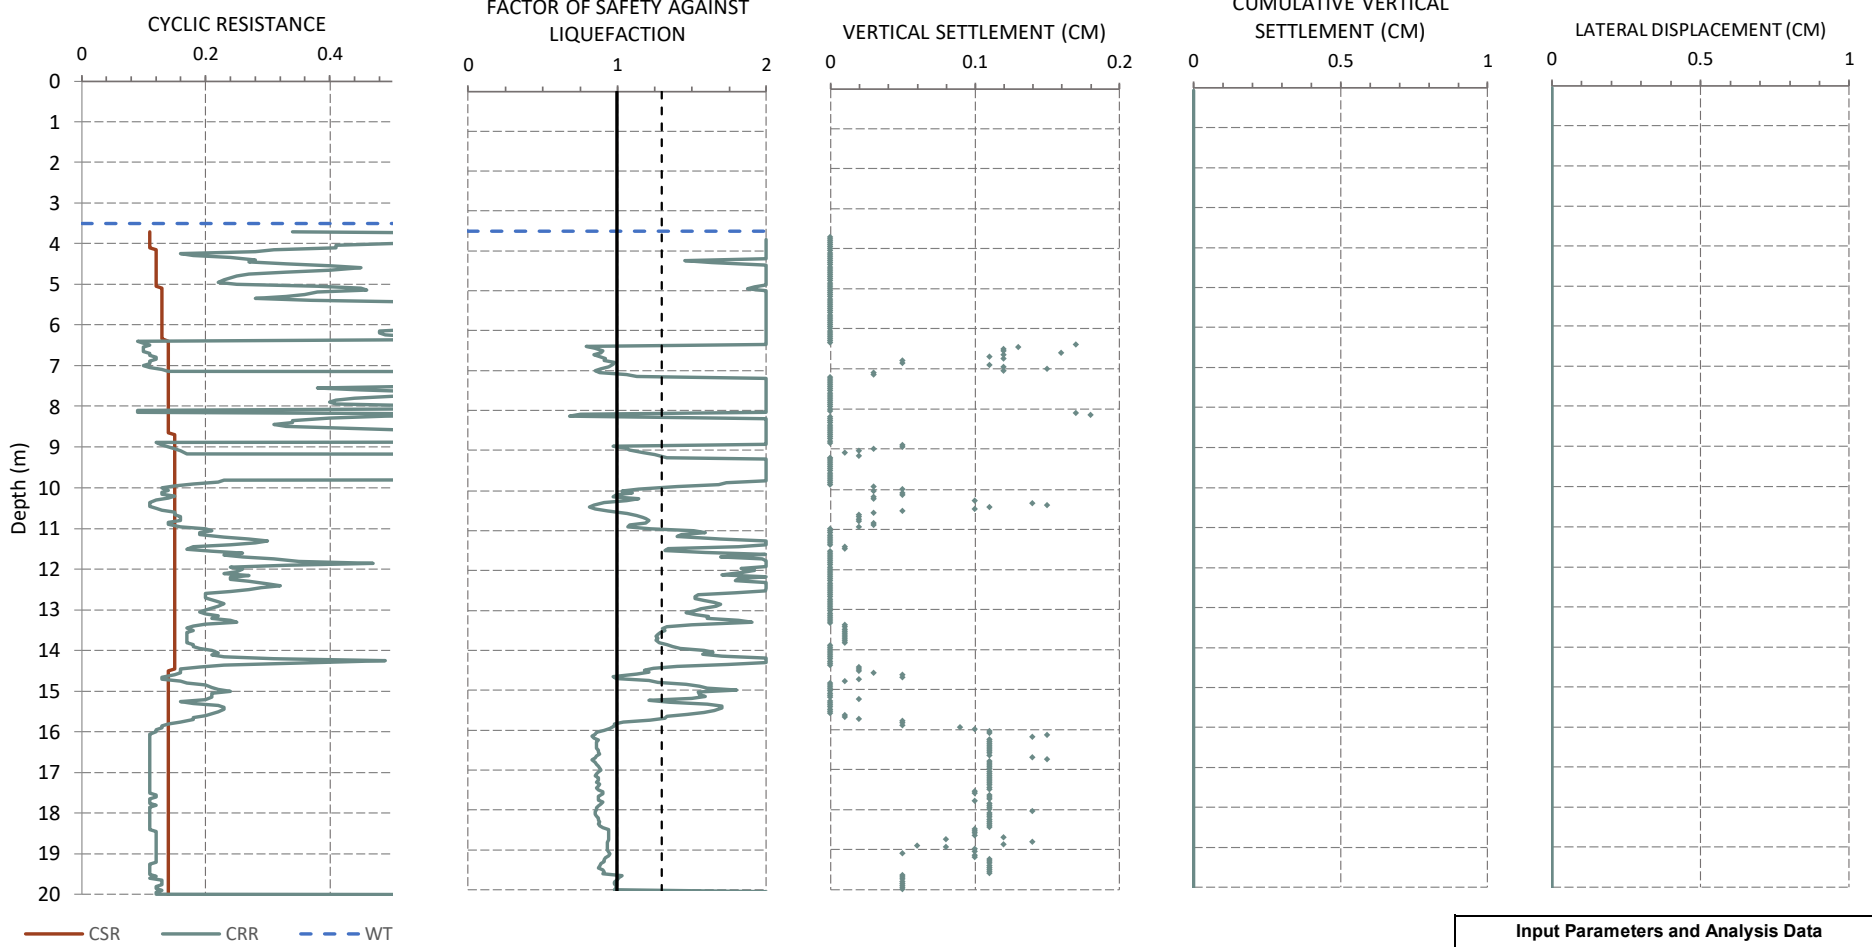 CYCLIC RESISTANCE
0 0.2 0.4
FACTOR OF SAFETY AGAINST
LIQUEFACTION
0 1 2
VERTICAL SETTLEMENT (CM)
0 0.1 0.2
CUMULATIVE VERTICAL
SETTLEMENT (CM)
0 0.5 1
LATERAL DISPLACEMENT (CM)
0 0.5 1
Depth (m)
0
1
2
3
4
5
6
7
8
9
10
11
12
13
14
15
16
17
18
19
20
CSR CRR WT
Input Parameters and Analysis Data